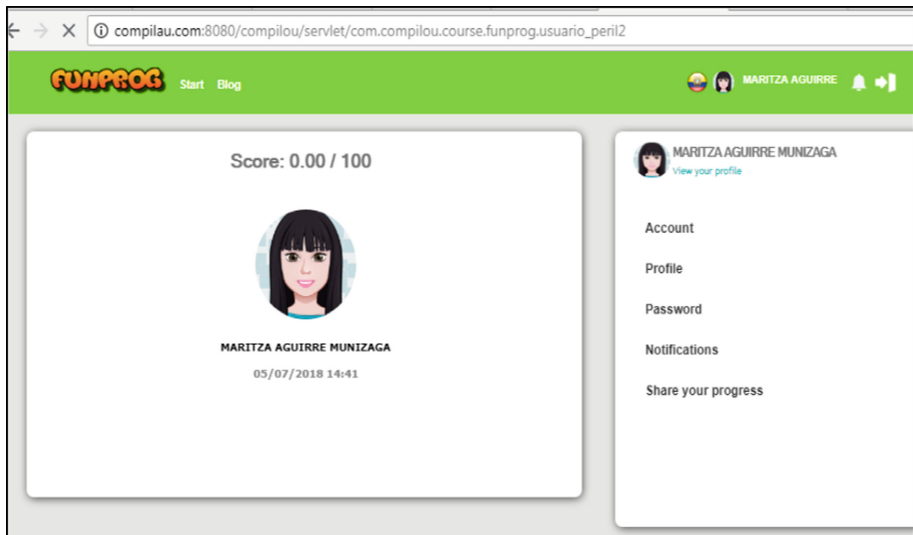 compilau.com:8080/compilou/servlet/com.compilou.course.funprog.usuario_peril2
FUNPROG Start Blog MARITZA AGUIRRE
Score: 0.00 / 100
MARITZA AGUIRRE MUNIZAGA
05/07/2018 14:41
MARITZA AGUIRRE MUNIZAGA
View your profile
Account
Profile
Password
Notifications
Share your progress